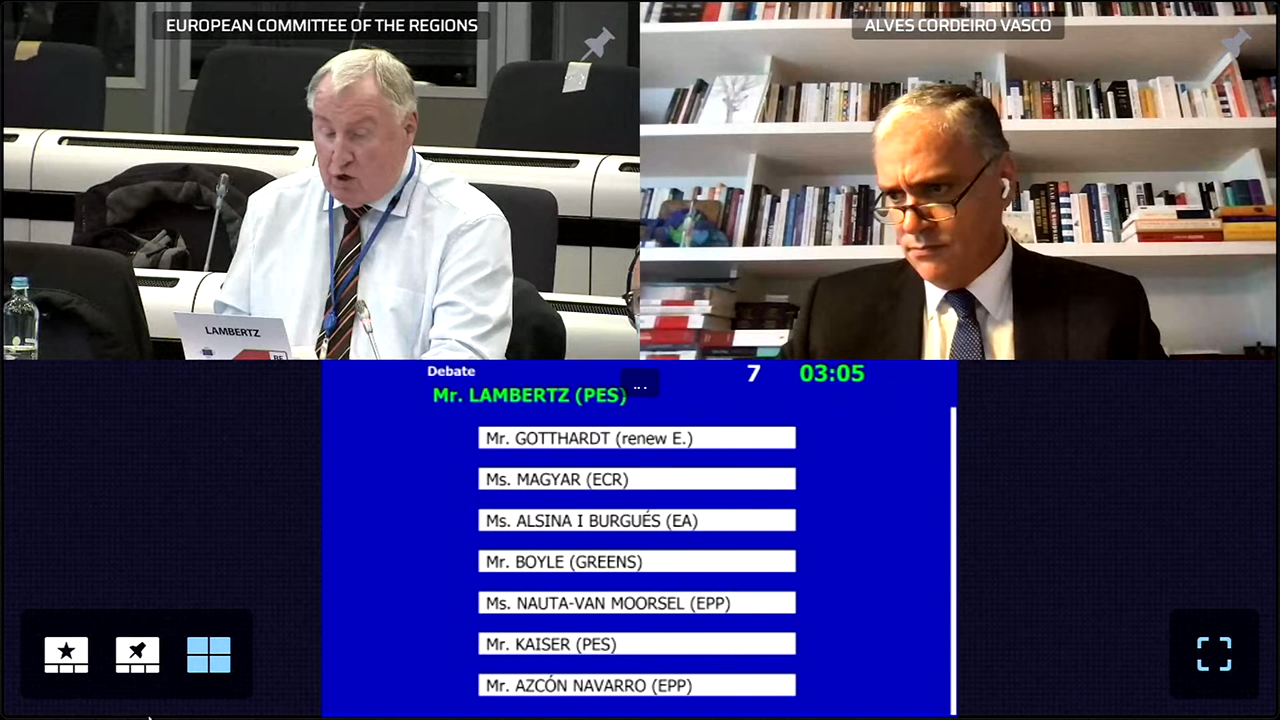 EUROPEAN COMMITTEE OF THE REGIONS
ALVES CORDEIRO VASCO
LAMBERTZ
BE
Debate
7
03:05
...
Mr. LAMBERTZ (PES)
Mr. GOTTHARDT (renew E.)
Ms. MAGYAR (ECR)
Ms. ALSINA I BURGUÉS (EA)
Mr. BOYLE (GREENS)
Ms. NAUTA-VAN MOORSEL (EPP)
Mr. KAISER (PES)
Mr. AZCÓN NAVARRO (EPP)